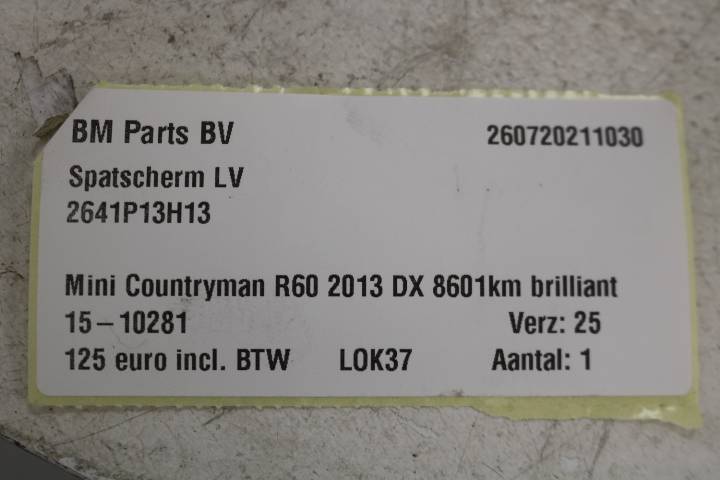 BM Parts BV 260720211030
Spatscherm LV
2641P13H13
Mini Countryman R60 2013 DX 8601km brilliant
15-10281 Verz: 25
125 euro incl. BTW LOK37 Aantal: 1